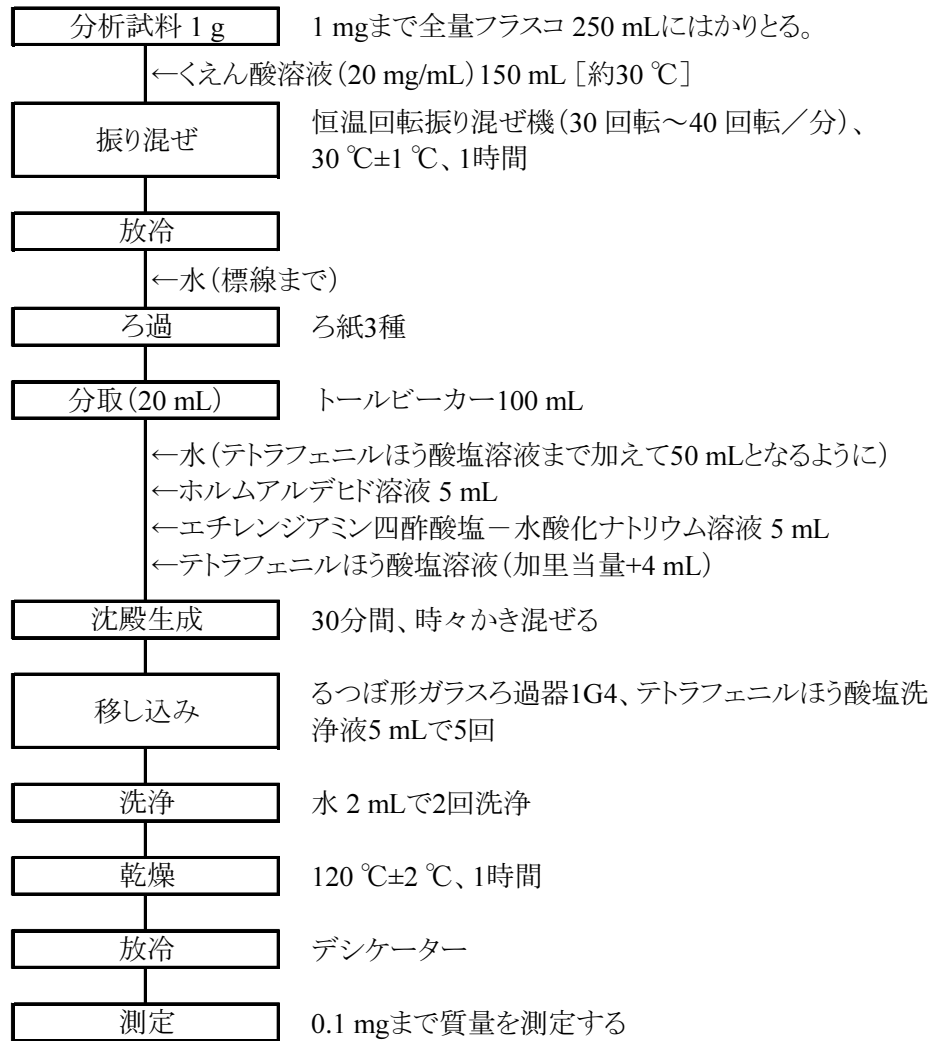 分析試料 1 g　1 mgまで全量フラスコ 250 mLにはかりとる。
←くえん酸溶液（20 mg/mL）150 mL［約30 ℃］
振り混ぜ　恒温回転振り混ぜ機（30 回転～40 回転／分）、
30 ℃±1 ℃、1時間
放冷
←水（標線まで）
ろ過　ろ紙3種
分取（20 mL）　トールビーカー100 mL
←水（テトラフェニルほう酸塩溶液まで加えて50 mLとなるように）
←ホルムアルデヒド溶液 5 mL
←エチレンジアミン四酢酸塩－水酸化ナトリウム溶液 5 mL
←テトラフェニルほう酸塩溶液（加里当量+4 mL）
沈殿生成　30分間、時々かき混ぜる
移し込み　るつぼ形ガラスろ過器1G4、テトラフェニルほう酸塩洗
浄液5 mLで5回
洗浄　水 2 mLで2回洗浄
乾燥　120 ℃±2 ℃、1時間
放冷　デシケーター
測定　0.1 mgまで質量を測定する